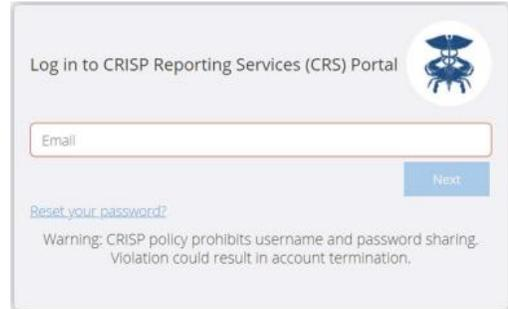 Log in to CRISP Reporting Services (CRS) Portal
Email
Next
Reset your password?
Warning: CRISP policy prohibits username and password sharing.
Violation could result in account termination.